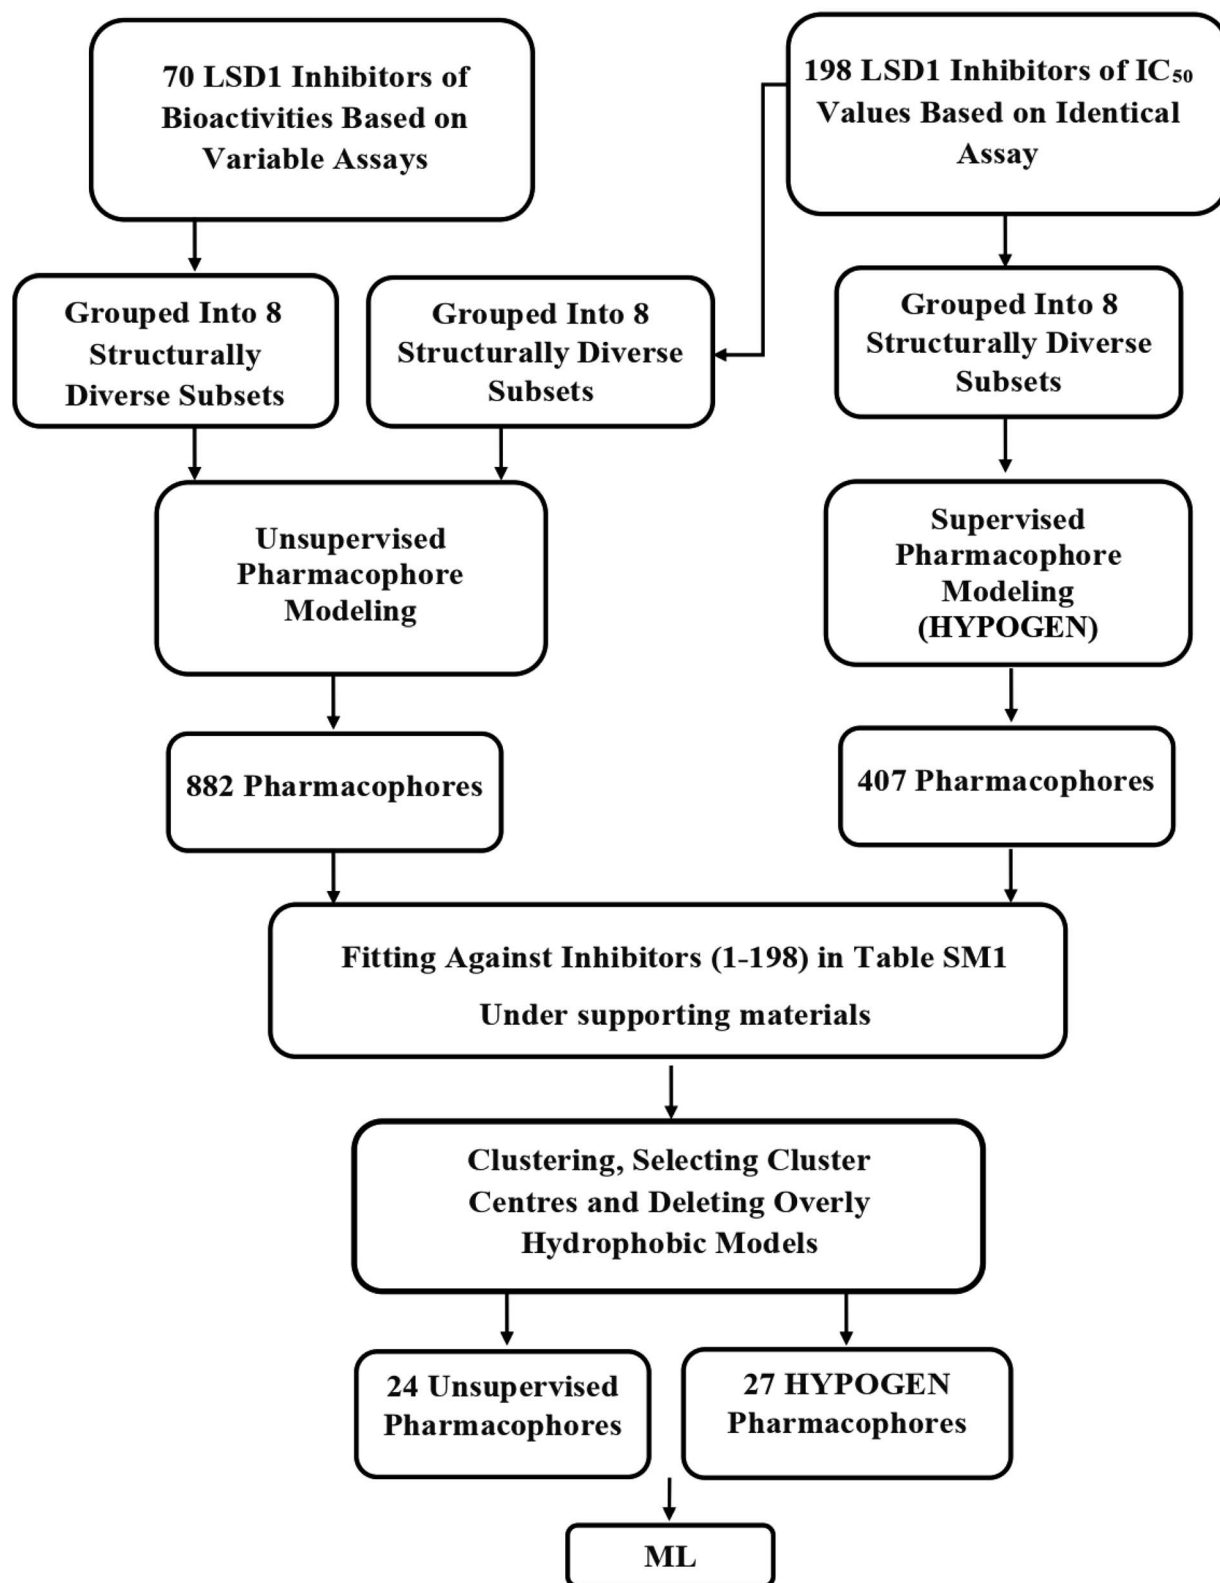 70 LSD1 Inhibitors of
Bioactivities Based on
Variable Assays
198 LSD1 Inhibitors of IC₅₀
Values Based on Identical
Assay
Grouped Into 8
Structurally
Diverse Subsets
Grouped Into 8
Structurally Diverse
Subsets
Grouped Into 8
Structurally Diverse
Subsets
Unsupervised
Pharmacophore
Modeling
Supervised
Pharmacophore
Modeling
(HYPOGEN)
882 Pharmacophores
407 Pharmacophores
Fitting Against Inhibitors (1-198) in Table SM1
Under supporting materials
Clustering, Selecting Cluster
Centres and Deleting Overly
Hydrophobic Models
24 Unsupervised
Pharmacophores
27 HYPOGEN
Pharmacophores
ML